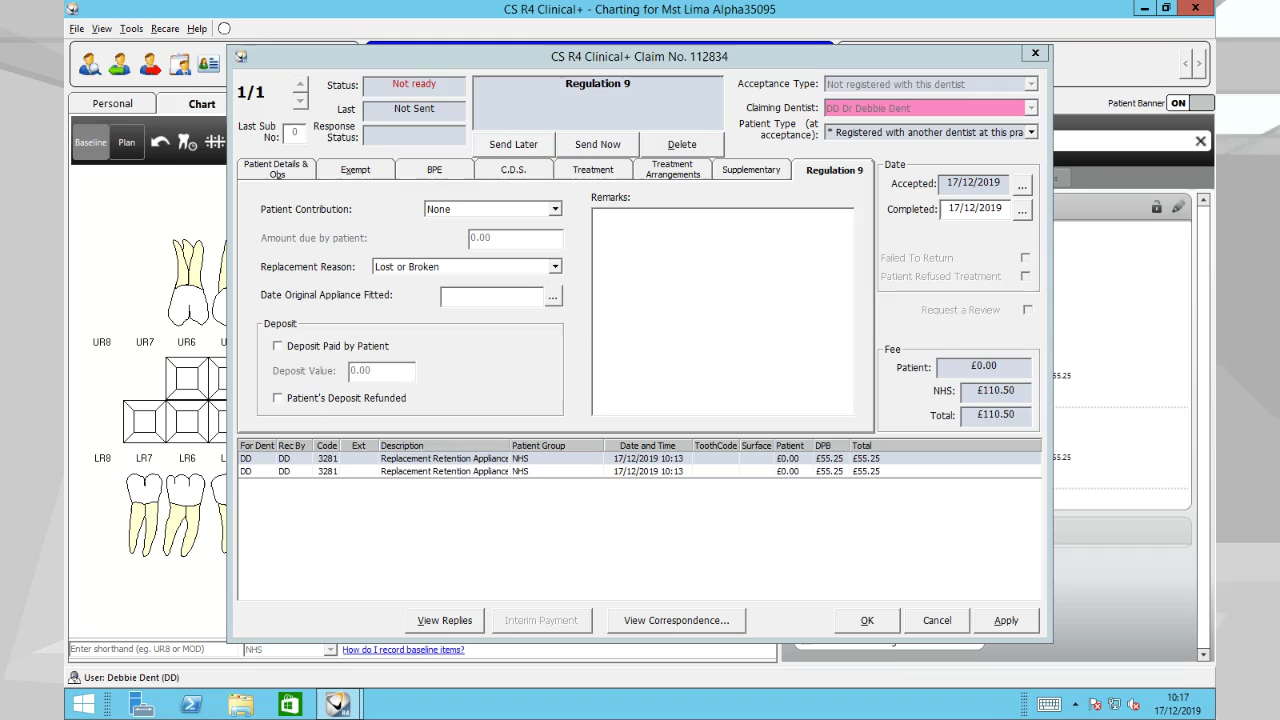 CS R4 Clinical+ - Charting for Mst Lima Alpha35095
File View Tools Recare Help
CS R4 Clinical+ Claim No. 112834
Personal
Chart
Patient Banner ON
Baseline
Plan
1/1
Last Sub No: 0
Status: Not ready
Last Not Sent
Response Status:
Regulation 9
Send Later
Send Now
Delete
Acceptance Type: Not registered with this dentist
Claiming Dentist: DD Dr Debbie Dent
Patient Type (at acceptance): * Registered with another dentist at this pra
Patient Details & Obs
Exempt
BPE
C.D.S.
Treatment
Treatment Arrangements
Supplementary
Regulation 9
Patient Contribution: None
Amount due by patient: 0.00
Replacement Reason: Lost or Broken
Date Original Appliance Fitted: ...
Deposit
Deposit Paid by Patient
Deposit Value: 0.00
Patient's Deposit Refunded
Remarks:
Date
Accepted: 17/12/2019 ...
Completed: 17/12/2019 ...
Failed To Return
Patient Refused Treatment
Request a Review
Fee
Patient: £0.00
NHS: £110.50
Total: £110.50
UR8 UR7 UR6
LR8 LR7 LR6
For Dent Rec By Code Ext Description Patient Group Date and Time ToothCode Surface Patient DPB Total
DD DD 3281 Replacement Retention Appliance NHS 17/12/2019 10:13 £0.00 £55.25 £55.25
DD DD 3281 Replacement Retention Appliance NHS 17/12/2019 10:13 £0.00 £55.25 £55.25
View Replies
Interim Payment
View Correspondence...
OK
Cancel
Apply
Enter shorthand (eg. UR8 or MOD)
NHS
How do I record baseline items?
User: Debbie Dent (DD)
10:17
17/12/2019